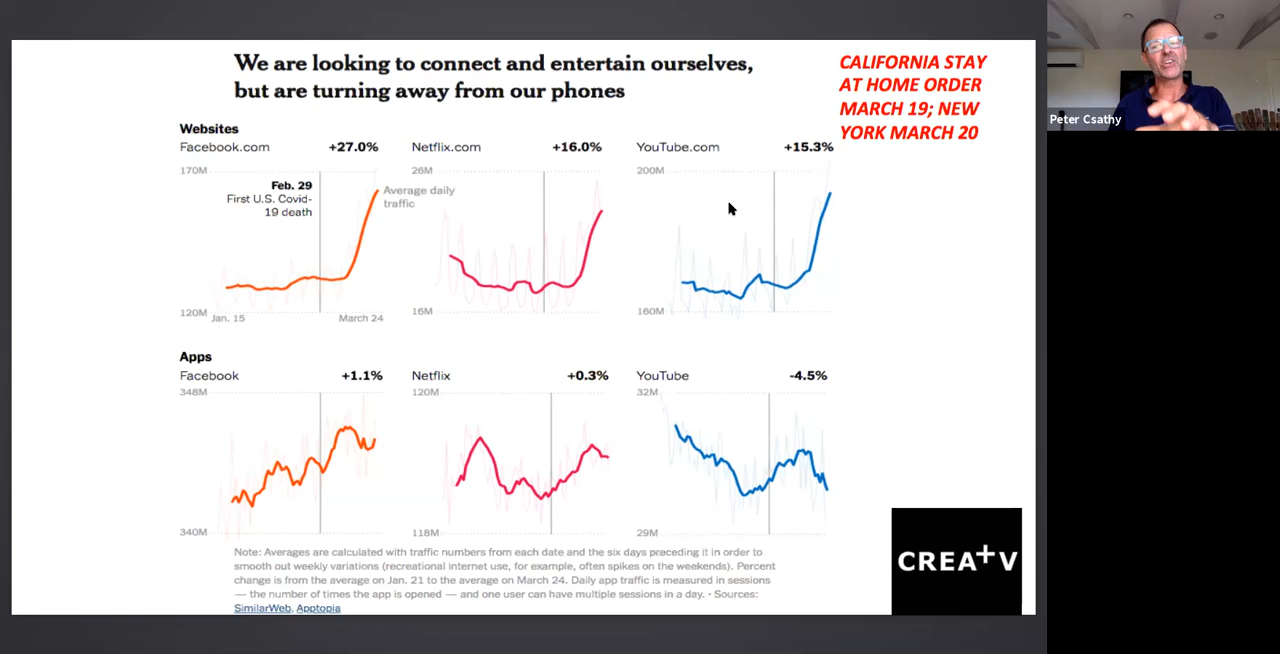 We are looking to connect and entertain ourselves,
but are turning away from our phones
CALIFORNIA STAY
AT HOME ORDER
MARCH 19; NEW
YORK MARCH 20
Peter Csathy
Websites
Facebook.com +27.0%
170M
Feb. 29
First U.S. Covid-
19 death
Average daily
traffic
120M
Jan. 15 March 24
Netflix.com +16.0%
26M
16M
YouTube.com +15.3%
200M
160M
Apps
Facebook +1.1%
348M
340M
Netflix +0.3%
120M
118M
YouTube -4.5%
32M
29M
Note: Averages are calculated with traffic numbers from each date and the six days preceding it in order to
smooth out weekly variations (recreational internet use, for example, often spikes on the weekends). Percent
change is from the average on Jan. 21 to the average on March 24. Daily app traffic is measured in sessions
— the number of times the app is opened — and one user can have multiple sessions in a day. • Sources:
SimilarWeb, Apptopia
CREA+V